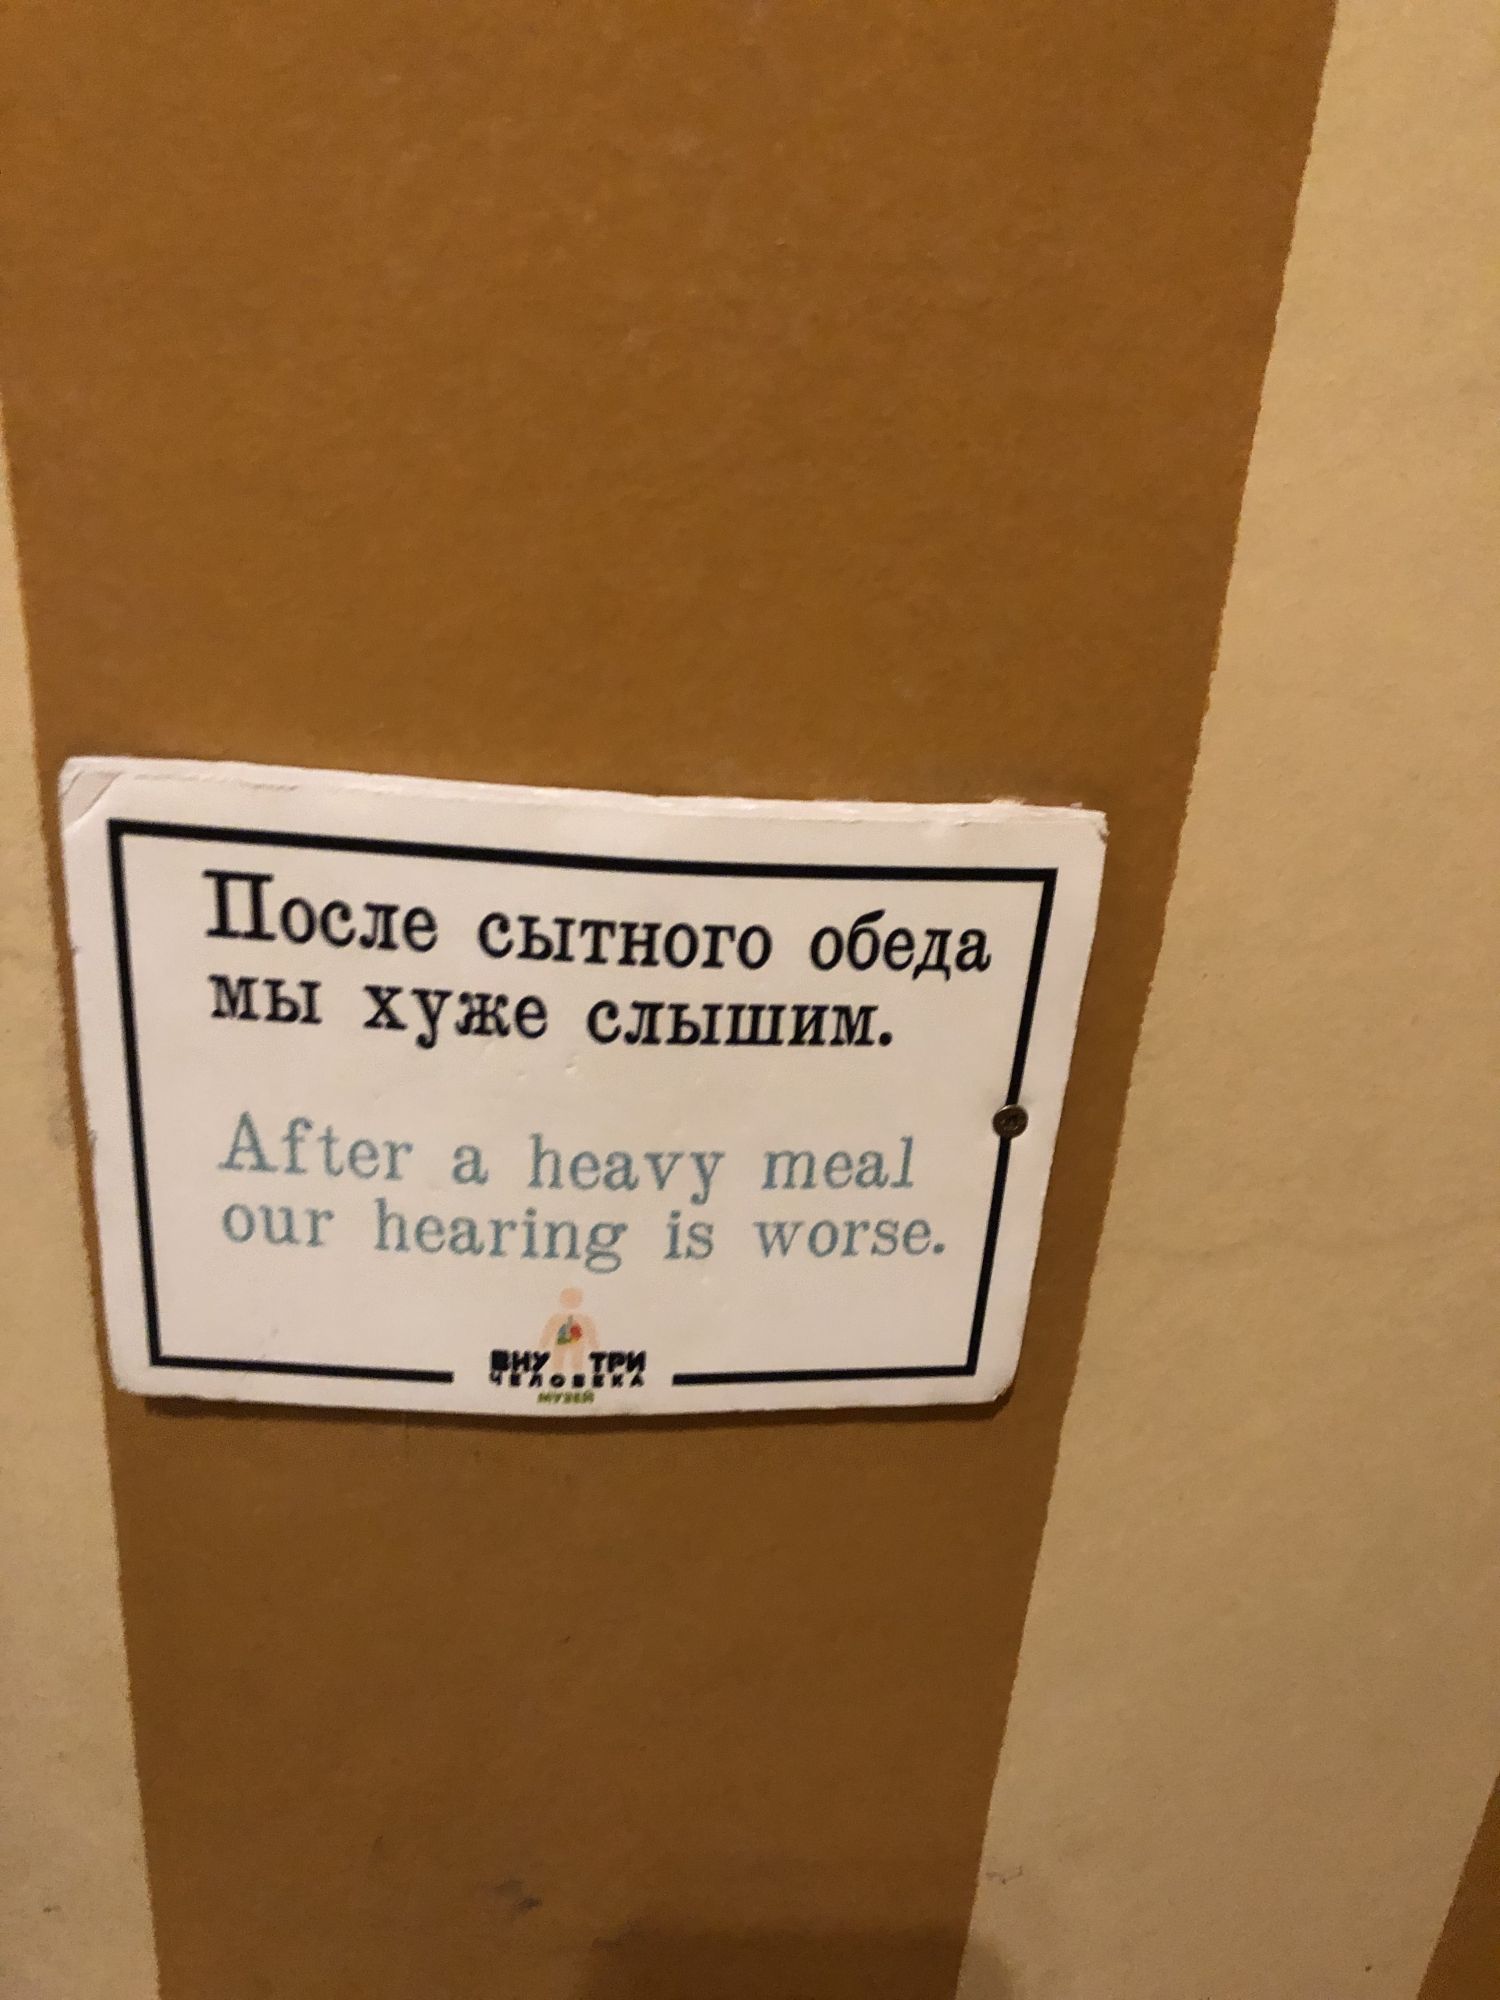 После сытного обеда
мы хуже слышим.
After a heavy meal
our hearing is worse.
ВНУТРИ
ЧЕЛОВЕКА
МУЗЕЙ